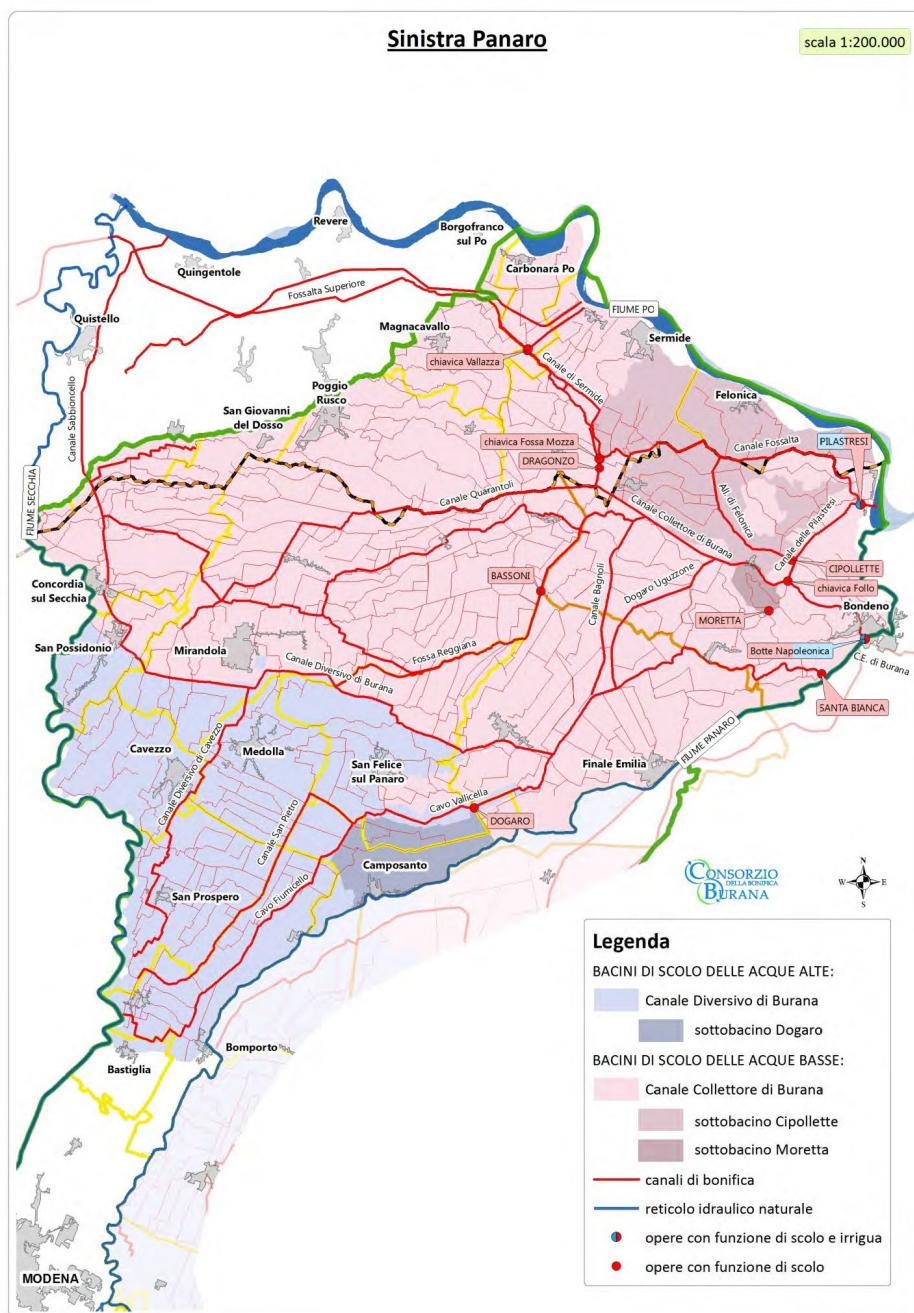 Sinistra Panaro
scala 1:200.000
Revere
Borgofranco
sul Po
Quingentole
Carbonara Po
Fossalta Superiore
FIUME PO
Quistello
Magnacavallo
Sermide
chiavica Vallazza
Canale di Sermide
Canale Sabbioncello
Poggio
Rusco
Felonica
San Giovanni
del Dosso
chiavica Fossa Mozza
DRAGONZO
Canale Fossalta
PILASTRESI
FIUME SECCHIA
Canale Quarantoli
All. di Felonica
Canale Collettore di Burana
Canale delle Pilastresi
CIPOLLETTE
chiavica Follo
BASSONI
Canale Bagnoli
Dogaro Uguzzone
Concordia
sul Secchia
Bondeno
MORETTA
San Possidonio
Mirandola
Fossa Reggiana
Botte Napoleonica
Canale Diversivo di Burana
C.E. di Burana
SANTA BIANCA
FIUME PANARO
Cavezzo
Medolla
Canale Diversivo di Cavezzo
San Felice
sul Panaro
Finale Emilia
Cavo Vallicella
Canale San Pietro
DOGARO
Camposanto
Cavo Fiumicello
San Prospero
CONSORZIO
DELLA BONIFICA
BURANA
N
W
E
S
Bomporto
Bastiglia
MODENA
Legenda
BACINI DI SCOLO DELLE ACQUE ALTE:
Canale Diversivo di Burana
sottobacino Dogaro
BACINI DI SCOLO DELLE ACQUE BASSE:
Canale Collettore di Burana
sottobacino Cipollette
sottobacino Moretta
canali di bonifica
reticolo idraulico naturale
opere con funzione di scolo e irrigua
opere con funzione di scolo